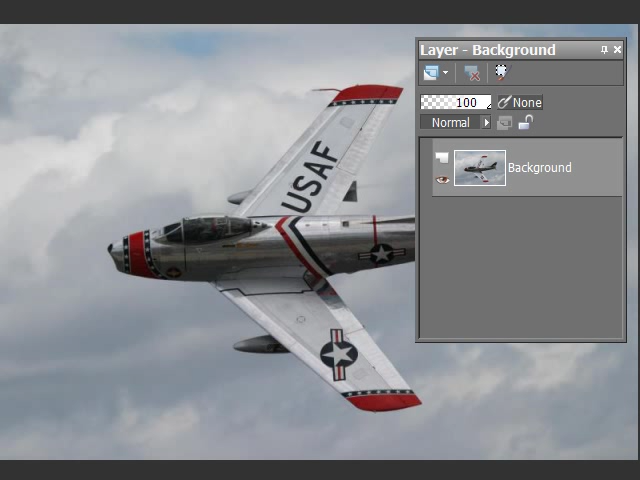 Layer - Background
100
None
Normal
Background
USAF